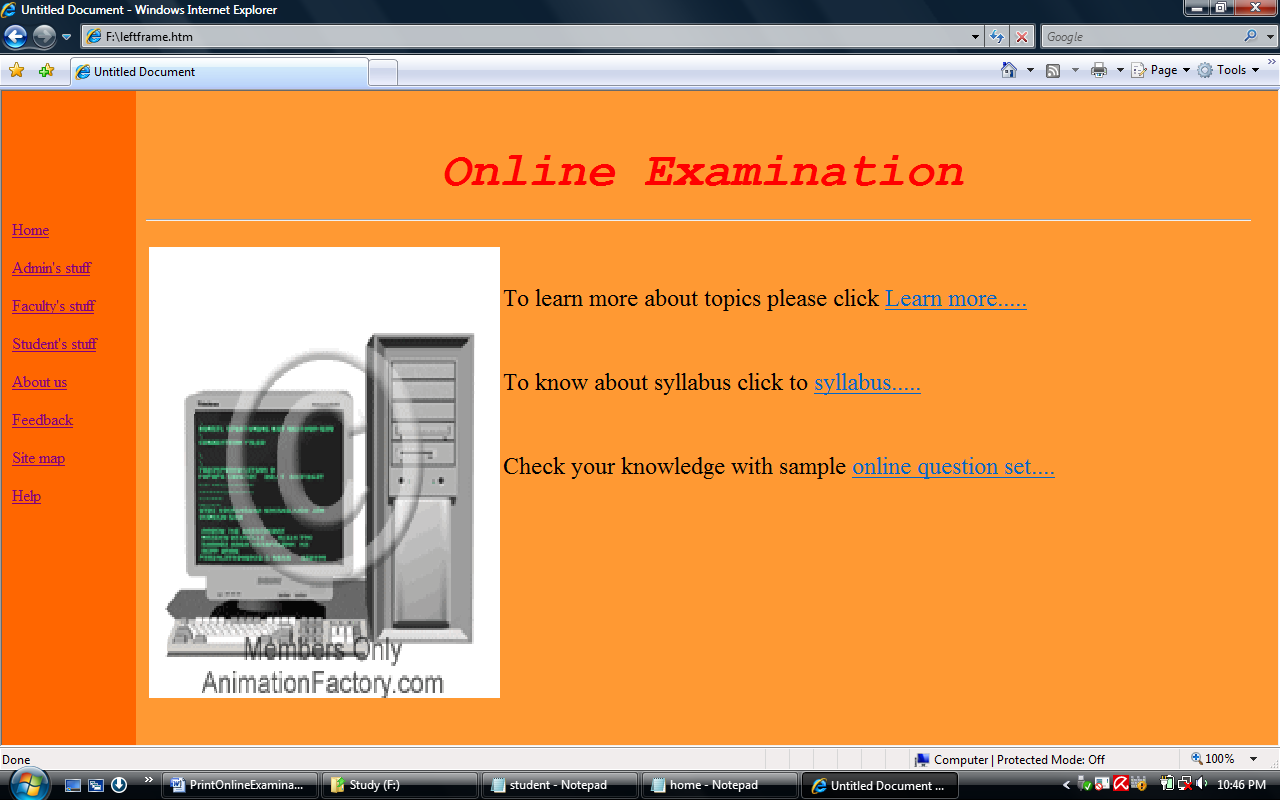 Untitled Document - Windows Internet Explorer
F:\leftframe.htm
Google
Untitled Document
Page
Tools
Online Examination
Home
Admin's stuff
Faculty's stuff
Student's stuff
About us
Feedback
Site map
Help
To learn more about topics please click Learn more.....
To know about syllabus click to syllabus.....
Check your knowledge with sample online question set....
©
Members Only
AnimationFactory.com
Done
Computer | Protected Mode: Off
100%
PrintOnlineExamina...
Study (F:)
student - Notepad
home - Notepad
Untitled Document ...
10:46 PM